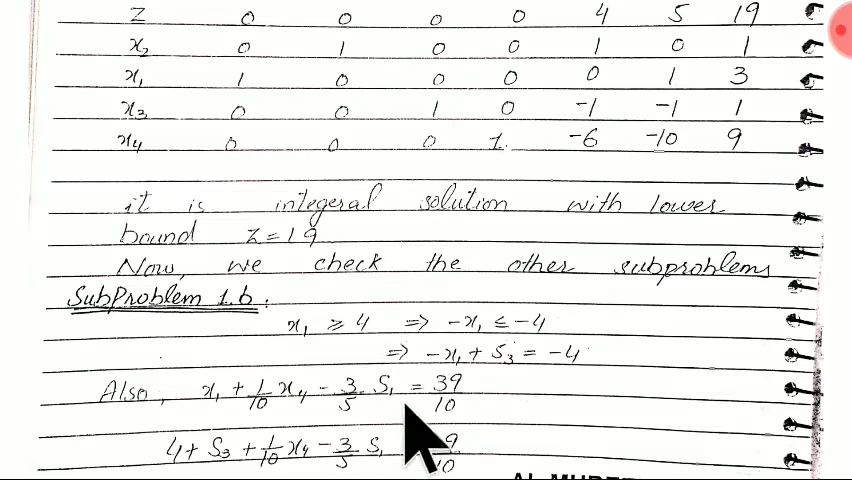 Z 0 0 0 0 4 5 19
x₂ 0 1 0 0 1 0 1
x₁ 1 0 0 0 0 1 3
x₃ 0 0 1 0 -1 -1 1
x₄ 0 0 0 1. -6 -10 9
it is integeral solution with lower
bound Z=19
Now, we check the other subproblems
SubProblem 1.b:
x₁ ≥ 4 ⇒ -x₁ ≤ -4
⇒ -x₁ + S₃ = -4
Also, x₁ + 1/10 x₄ - 3/5 S₁ = 39/10
4 + S₃ + 1/10 x₄ - 3/5 S₁ 9/10